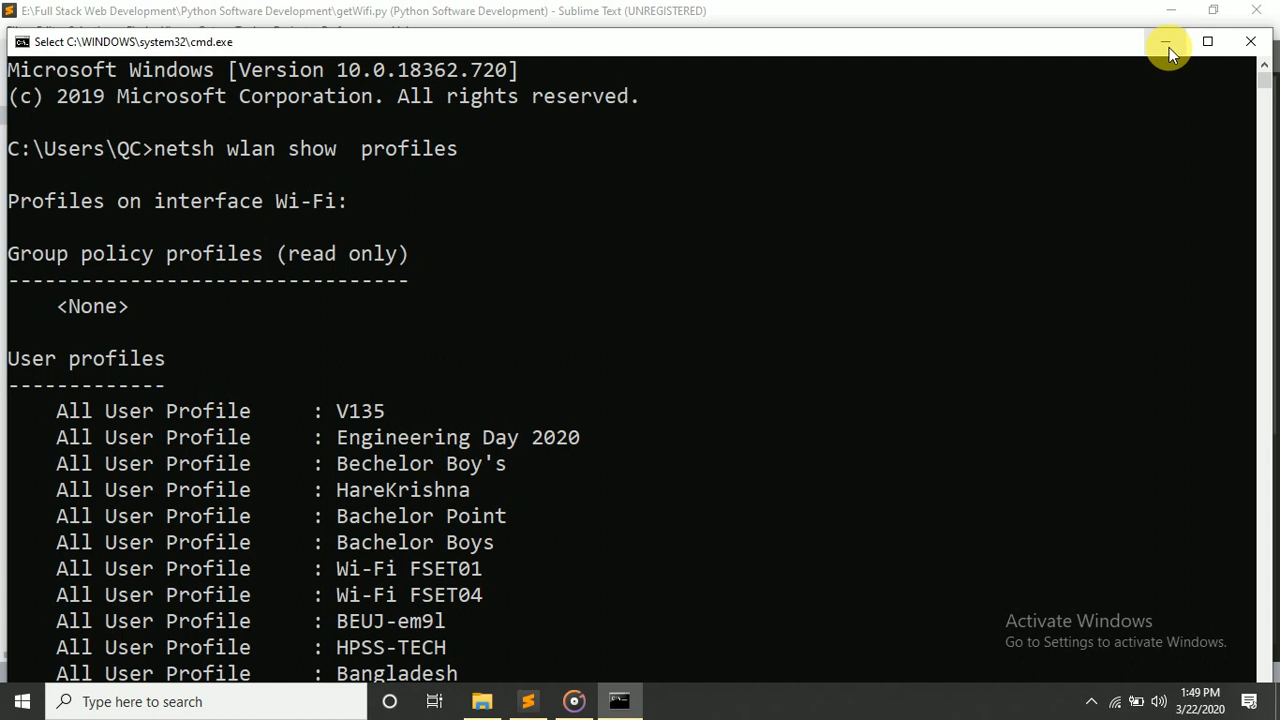 E:\Full Stack Web Development\Python Software Development\getWifi.py (Python Software Development) - Sublime Text (UNREGISTERED)
Select C:\WINDOWS\system32\cmd.exe
Microsoft Windows [Version 10.0.18362.720]
(c) 2019 Microsoft Corporation. All rights reserved.
C:\Users\QC>netsh wlan show  profiles
Profiles on interface Wi-Fi:
Group policy profiles (read only)
---------------------------------
<None>
User profiles
-------------
All User Profile     : V135
All User Profile     : Engineering Day 2020
All User Profile     : Bechelor Boy's
All User Profile     : HareKrishna
All User Profile     : Bachelor Point
All User Profile     : Bachelor Boys
All User Profile     : Wi-Fi FSET01
All User Profile     : Wi-Fi FSET04
All User Profile     : BEUJ-em9l
All User Profile     : HPSS-TECH
All User Profile     : Bangladesh
Activate Windows
Go to Settings to activate Windows.
Type here to search
1:49 PM
3/22/2020